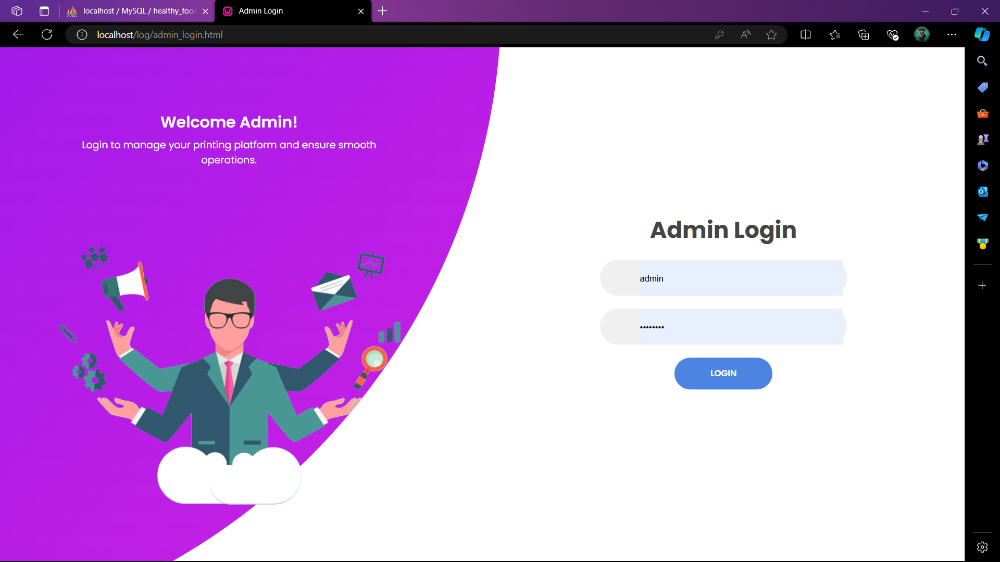 localhost / MySQL / healthy_food
Admin Login
localhost/log/admin_login.html
Welcome Admin!
Login to manage your printing platform and ensure smooth
operations.
Admin Login
admin
••••••••
LOGIN